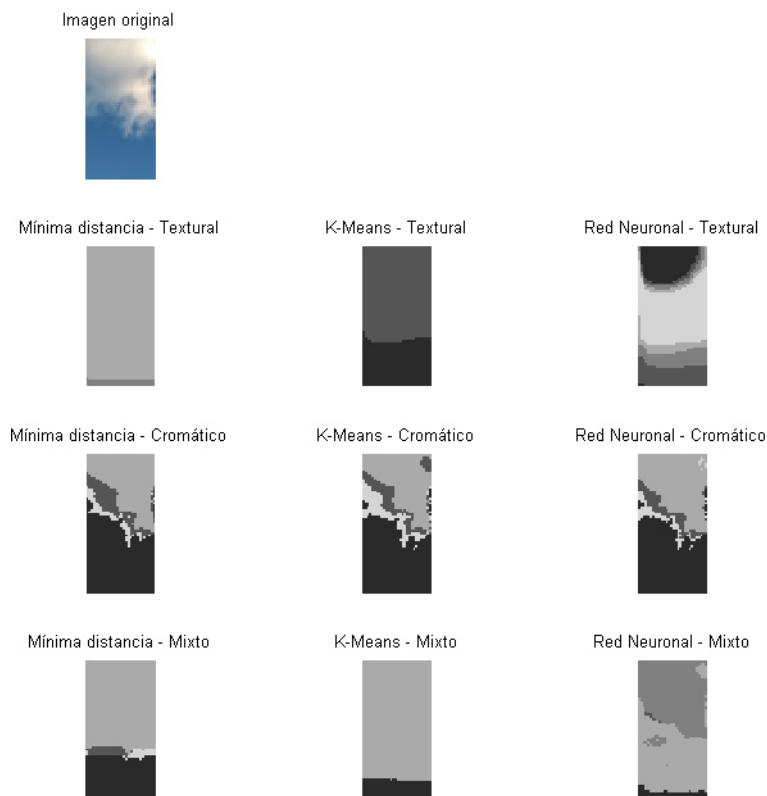 Imagen original
Mínima distancia - Textural
K-Means - Textural
Red Neuronal - Textural
Mínima distancia - Cromático
K-Means - Cromático
Red Neuronal - Cromático
Mínima distancia - Mixto
K-Means - Mixto
Red Neuronal - Mixto